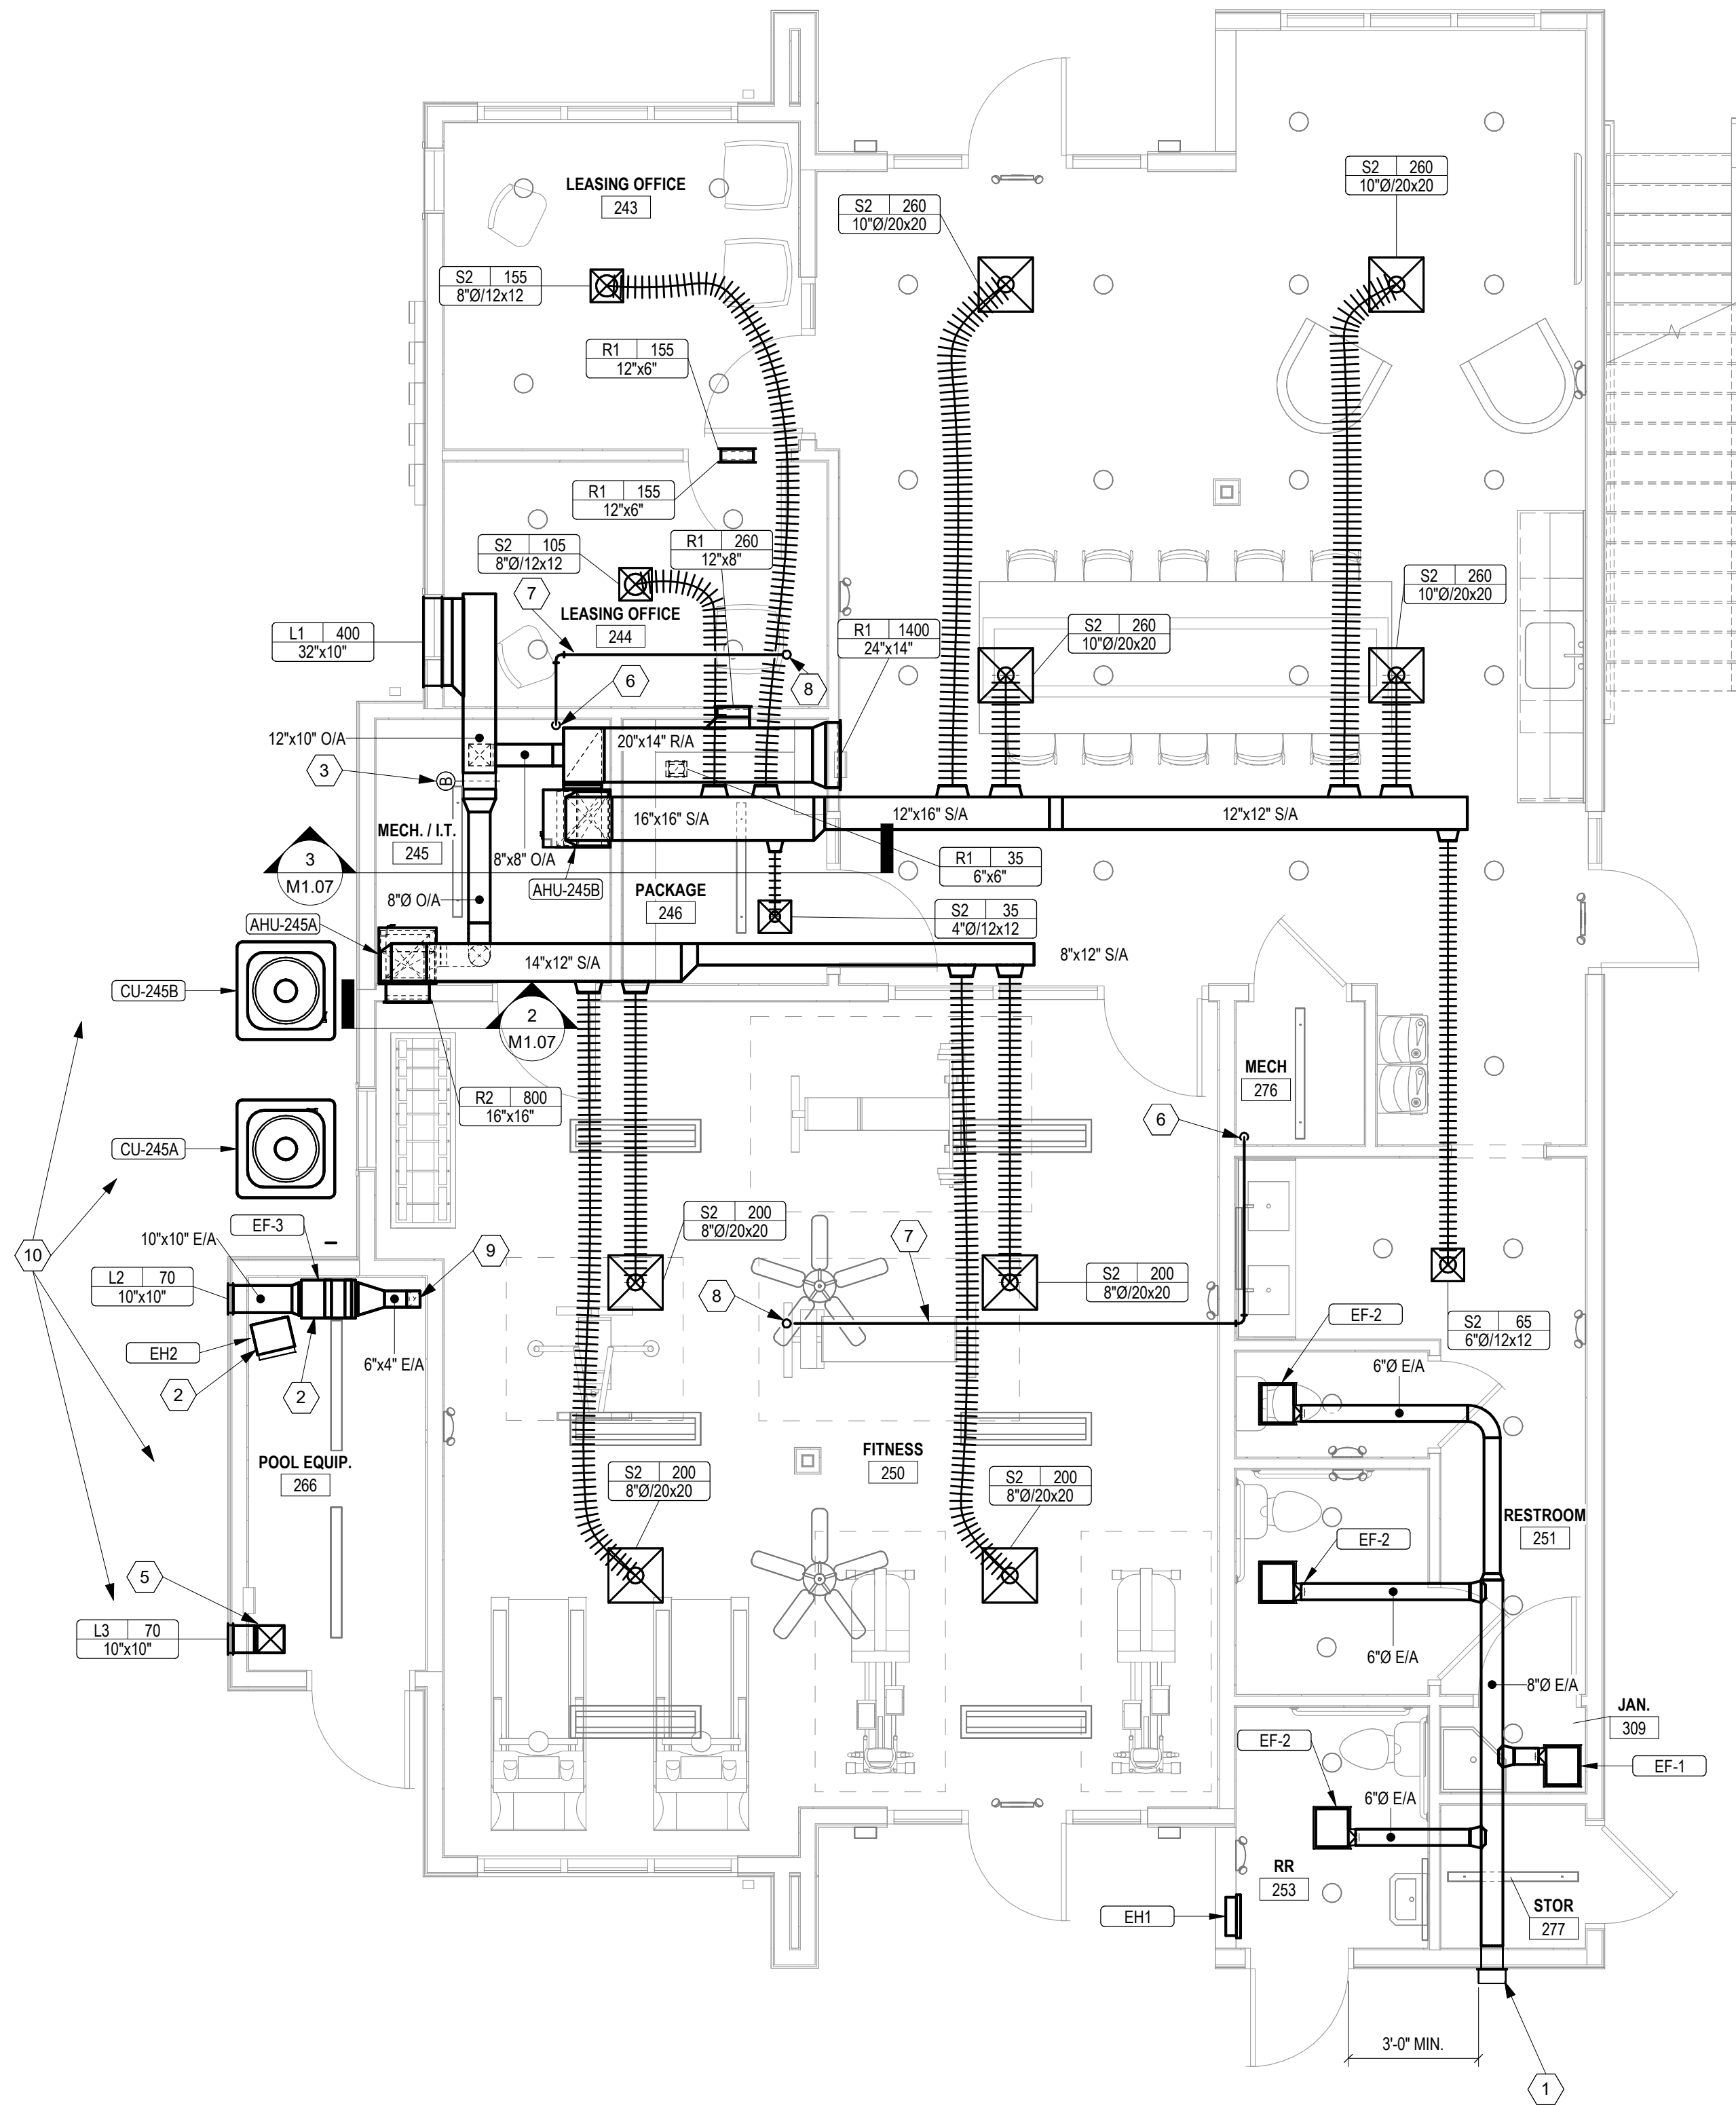 S2 260
10"Ø/20x20
LEASING OFFICE
243
S2 260
10"Ø/20x20
S2 155
8"Ø/12x12
R1 155
12"x6"
R1 155
12"x6"
S2 105
8"Ø/12x12
R1 260
12"x8"
7
LEASING OFFICE
244
L1 400
32"x10"
R1 1400
24"x14"
S2 260
10"Ø/20x20
S2 260
10"Ø/20x20
6
8
12"x10" O/A
20"x14" R/A
3
B
16"x16" S/A
12"x16" S/A
12"x12" S/A
MECH. / I.T.
245
8"x8" O/A
3
M1.07
AHU-245B
PACKAGE
246
R1 35
6"x6"
8"Ø O/A
S2 35
4"Ø/12x12
AHU-245A
14"x12" S/A
8"x12" S/A
CU-245B
2
M1.07
MECH
276
R2 800
16"x16"
6
CU-245A
S2 200
8"Ø/20x20
EF-3
10"x10" E/A
10
9
7
L2 70
10"x10"
S2 200
8"Ø/20x20
8
EF-2
S2 65
6"Ø/12x12
EH2
6"x4" E/A
2
2
6"Ø E/A
POOL EQUIP.
266
FITNESS
250
S2 200
8"Ø/20x20
S2 200
8"Ø/20x20
RESTROOM
251
EF-2
5
L3 70
10"x10"
6"Ø E/A
8"Ø E/A
JAN.
309
EF-2
EF-1
6"Ø E/A
RR
253
EH1
STOR
277
3'-0" MIN.
1